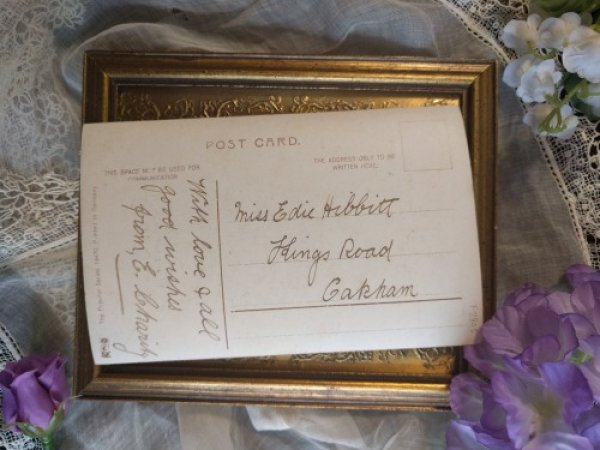 POST CARD.
THIS SPACE MAY BE USED FOR
COMMUNICATION
THE ADDRESS ONLY TO BE
WRITTEN HERE.
With love & all
good wishes
from, E. Charity
Miss Edie Hibbitt
Kings Road
Oakham